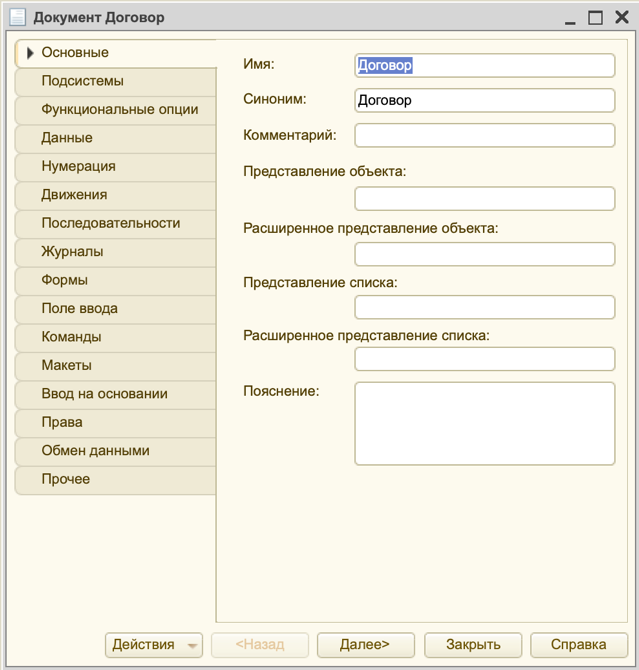 Документ Договор
Основные
Подсистемы
Функциональные опции
Данные
Нумерация
Движения
Последовательности
Журналы
Формы
Поле ввода
Команды
Макеты
Ввод на основании
Права
Обмен данными
Прочее
Имя: Договор
Синоним: Договор
Комментарий:
Представление объекта:
Расширенное представление объекта:
Представление списка:
Расширенное представление списка:
Пояснение:
Действия <Назад Далее> Закрыть Справка